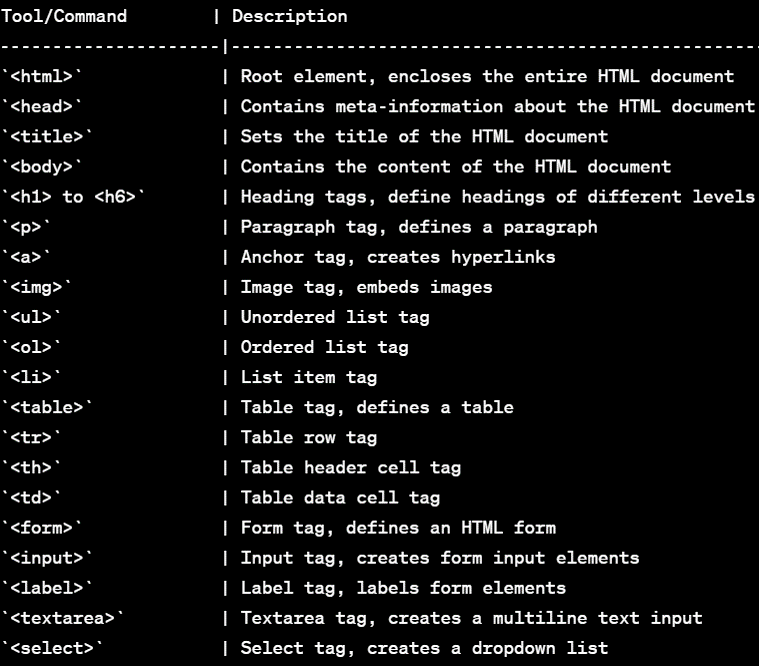 Tool/Command        | Description
---------------------|--------------------------------------------------
`<html>`             | Root element, encloses the entire HTML document
`<head>`             | Contains meta-information about the HTML document
`<title>`            | Sets the title of the HTML document
`<body>`             | Contains the content of the HTML document
`<h1> to <h6>`       | Heading tags, define headings of different levels
`<p>`                | Paragraph tag, defines a paragraph
`<a>`                | Anchor tag, creates hyperlinks
`<img>`              | Image tag, embeds images
`<ul>`               | Unordered list tag
`<ol>`               | Ordered list tag
`<li>`               | List item tag
`<table>`            | Table tag, defines a table
`<tr>`               | Table row tag
`<th>`               | Table header cell tag
`<td>`               | Table data cell tag
`<form>`             | Form tag, defines an HTML form
`<input>`            | Input tag, creates form input elements
`<label>`            | Label tag, labels form elements
`<textarea>`         | Textarea tag, creates a multiline text input
`<select>`           | Select tag, creates a dropdown list